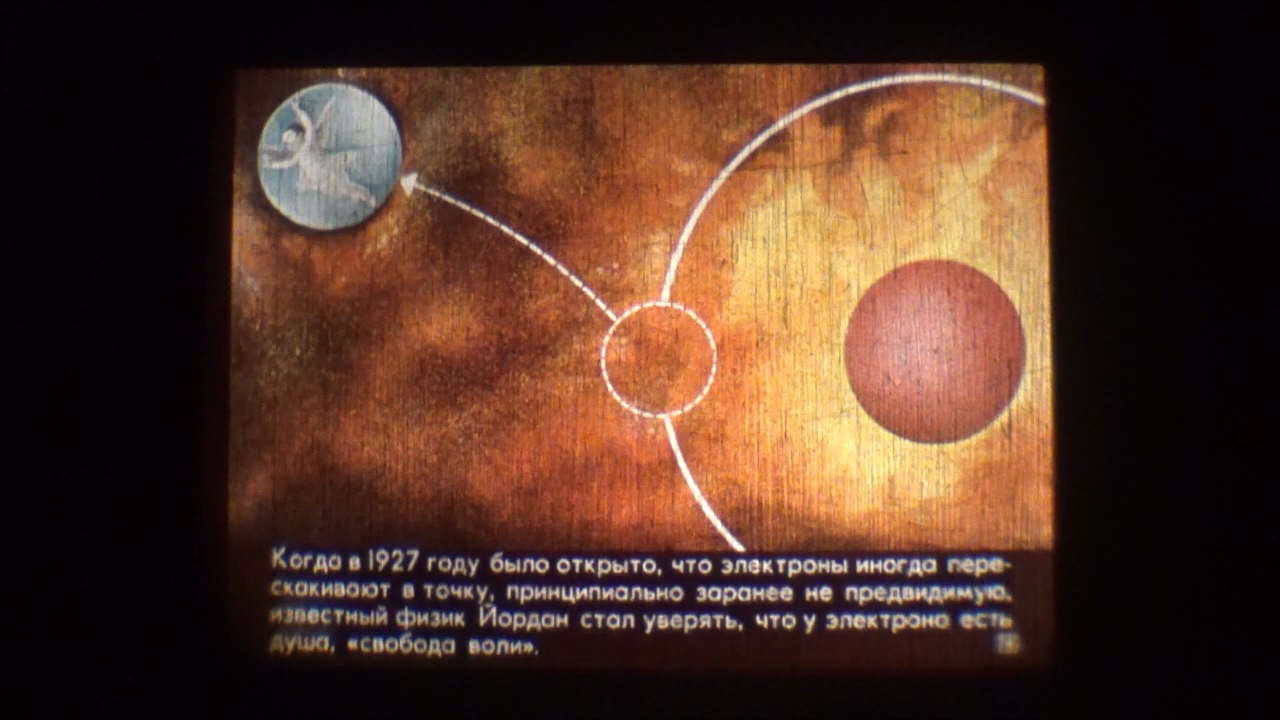 Когда в 1927 году было открыто, что электроны иногда пере-
скакивают в точку, принципиально заранее не предвидимую,
известный физик Йордан стал уверять, что у электрона есть
душа, «свобода воли».